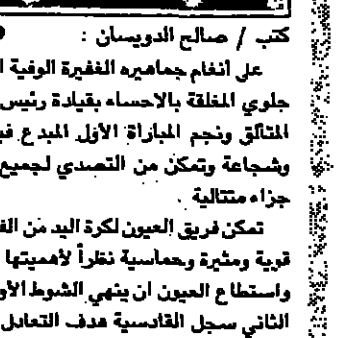 كتب / صالح الدويسان :
على أنغام جماهيره الغفيرة الوفية ا
جلوي المغلقة بالاحساء بقيادة رئيس
المتألق ونجم المباراة الأول المبدع فـ
وشجاعة وتمكن من التصدي لجميع
جزاء متتالية .
تمكن فريق العيون لكرة اليد من الفـ
قوية ومثيرة وحماسية نظراً لأهميتها
واستطاع العيون ان ينهي الشوط الأو
الثاني سجل القادسية هدف التعادل